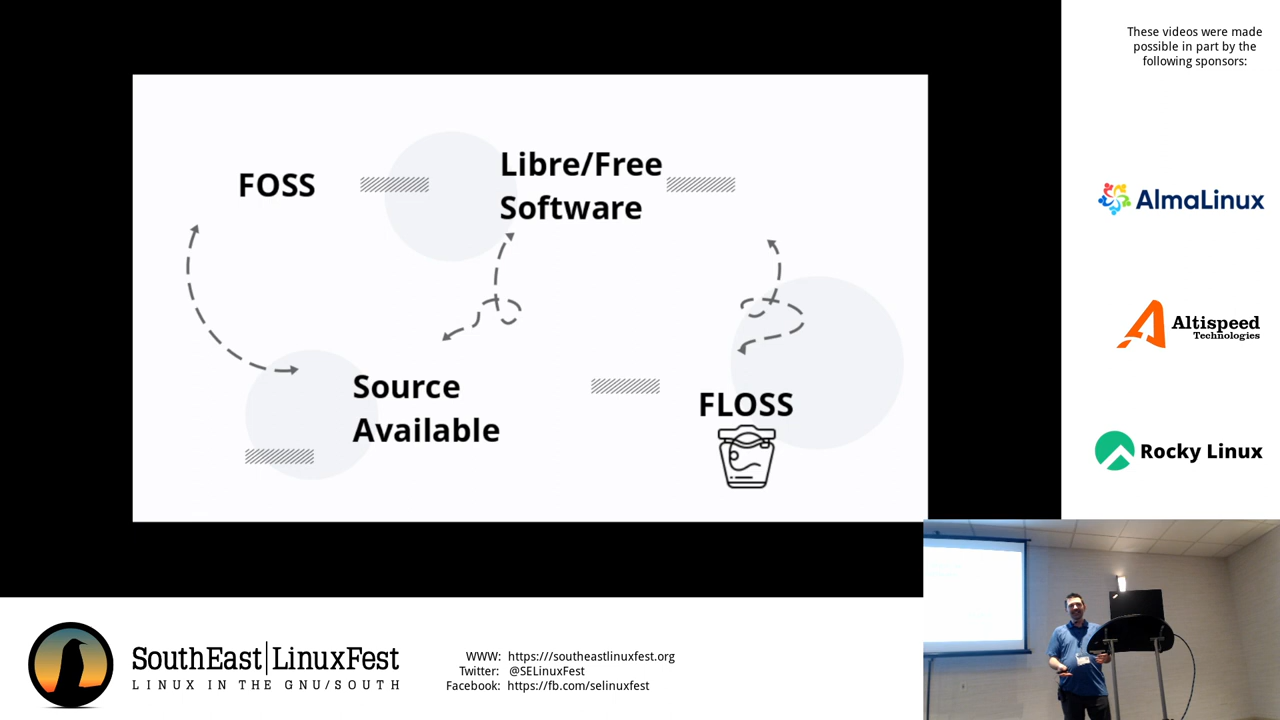 These videos were made
possible in part by the
following sponsors:
FOSS
Libre/Free
Software
Source
Available
FLOSS
AlmaLinux
Altispeed
Technologies
Rocky Linux
SouthEast LinuxFest
LINUX IN THE GNU/SOUTH
WWW: https:///southeastlinuxfest.org
Twitter: @SELinuxFest
Facebook: https://fb.com/selinuxfest